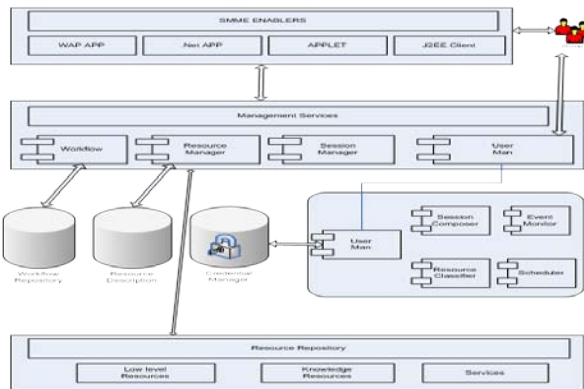 SMME ENABLERS
WAP APP
.Net APP
APPLET
J2EE Client
Management Services
Workflow
Resource
Manager
Session
Manager
User
Man
User
Man
Session
Composer
Event
Monitor
Resource
Classifier
Scheduler
Workflow
Repository
Resource
Description
Credential
Manager
Resource Repository
Low level
Resources
Knowledge
Resources
Services